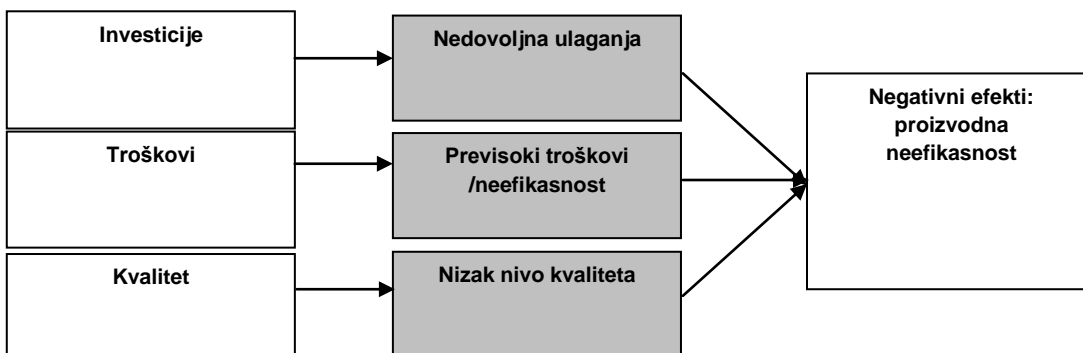 Investicije
Nedovoljna ulaganja
Negativni efekti:
proizvodna
neefikasnost
Troškovi
Previsoki troškovi
/neefikasnost
Kvalitet
Nizak nivo kvaliteta